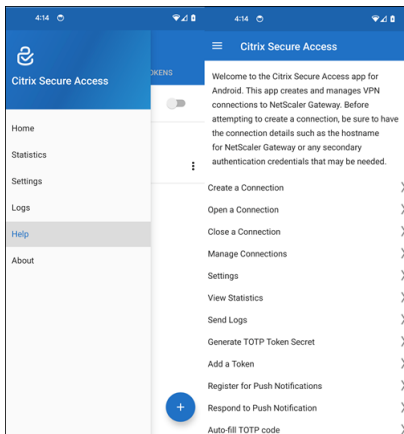 4:14
Citrix Secure Access
OKENS
Home
Statistics
Settings
Logs
Help
About
+
4:14
Citrix Secure Access
Welcome to the Citrix Secure Access app for
Android. This app creates and manages VPN
connections to NetScaler Gateway. Before
attempting to create a connection, be sure to have
the connection details such as the hostname
for NetScaler Gateway or any secondary
authentication credentials that may be needed.
Create a Connection
Open a Connection
Close a Connection
Manage Connections
Settings
View Statistics
Send Logs
Generate TOTP Token Secret
Add a Token
Register for Push Notifications
Respond to Push Notification
Auto-fill TOTP code